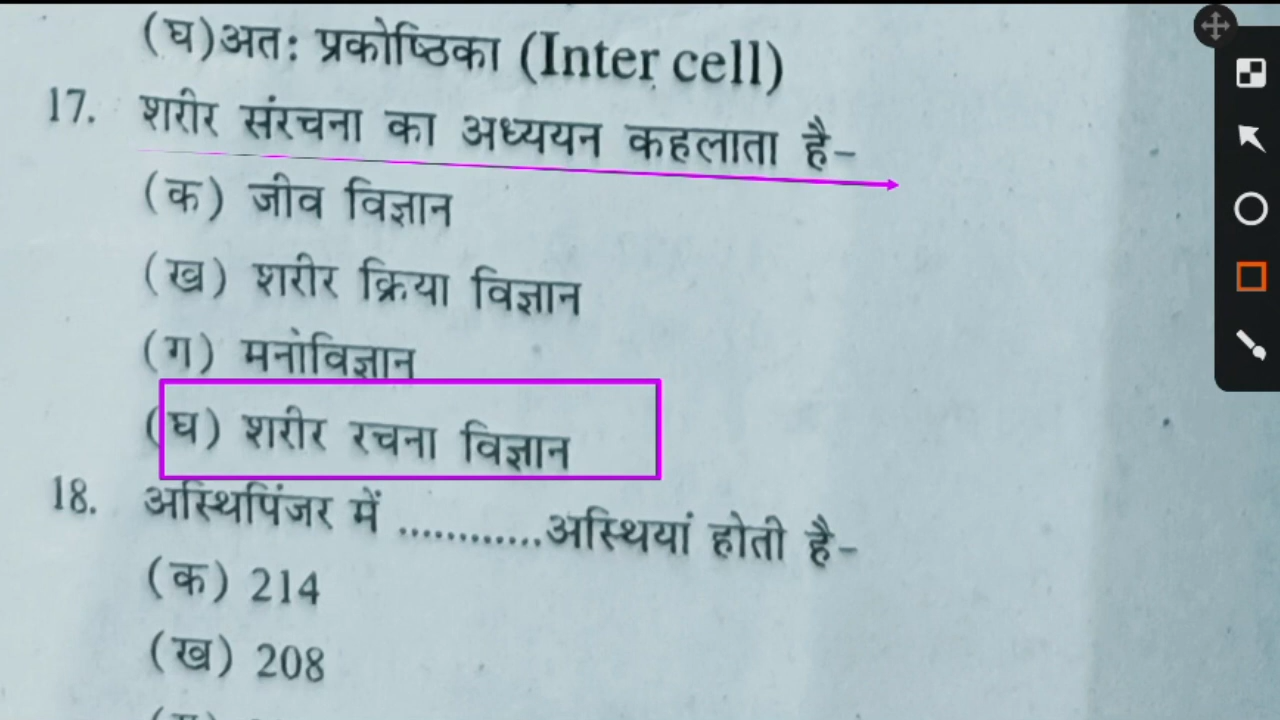 (घ)अत: प्रकोष्ठिका (Inter cell)
17. शरीर संरचना का अध्ययन कहलाता है-
(क) जीव विज्ञान
(ख) शरीर क्रिया विज्ञान
(ग) मनोविज्ञान
(घ) शरीर रचना विज्ञान
18. अस्थिपिंजर में ............अस्थियां होती है-
(क) 214
(ख) 208